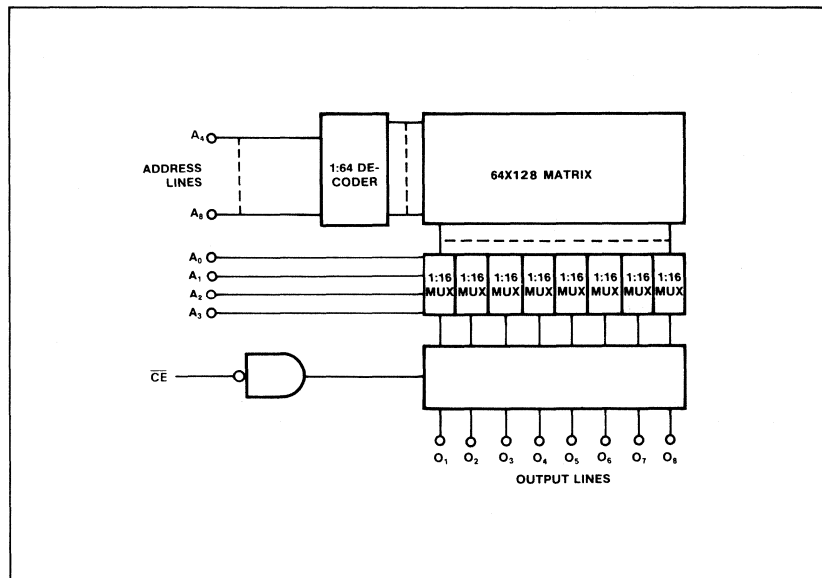 A₄
ADDRESS
LINES
A₈
1:64 DE-
CODER
64X128 MATRIX
A₀
A₁
A₂
A₃
1:16 MUX
1:16 MUX
1:16 MUX
1:16 MUX
1:16 MUX
1:16 MUX
1:16 MUX
1:16 MUX
C̅E̅
O₁ O₂ O₃ O₄ O₅ O₆ O₇ O₈
OUTPUT LINES